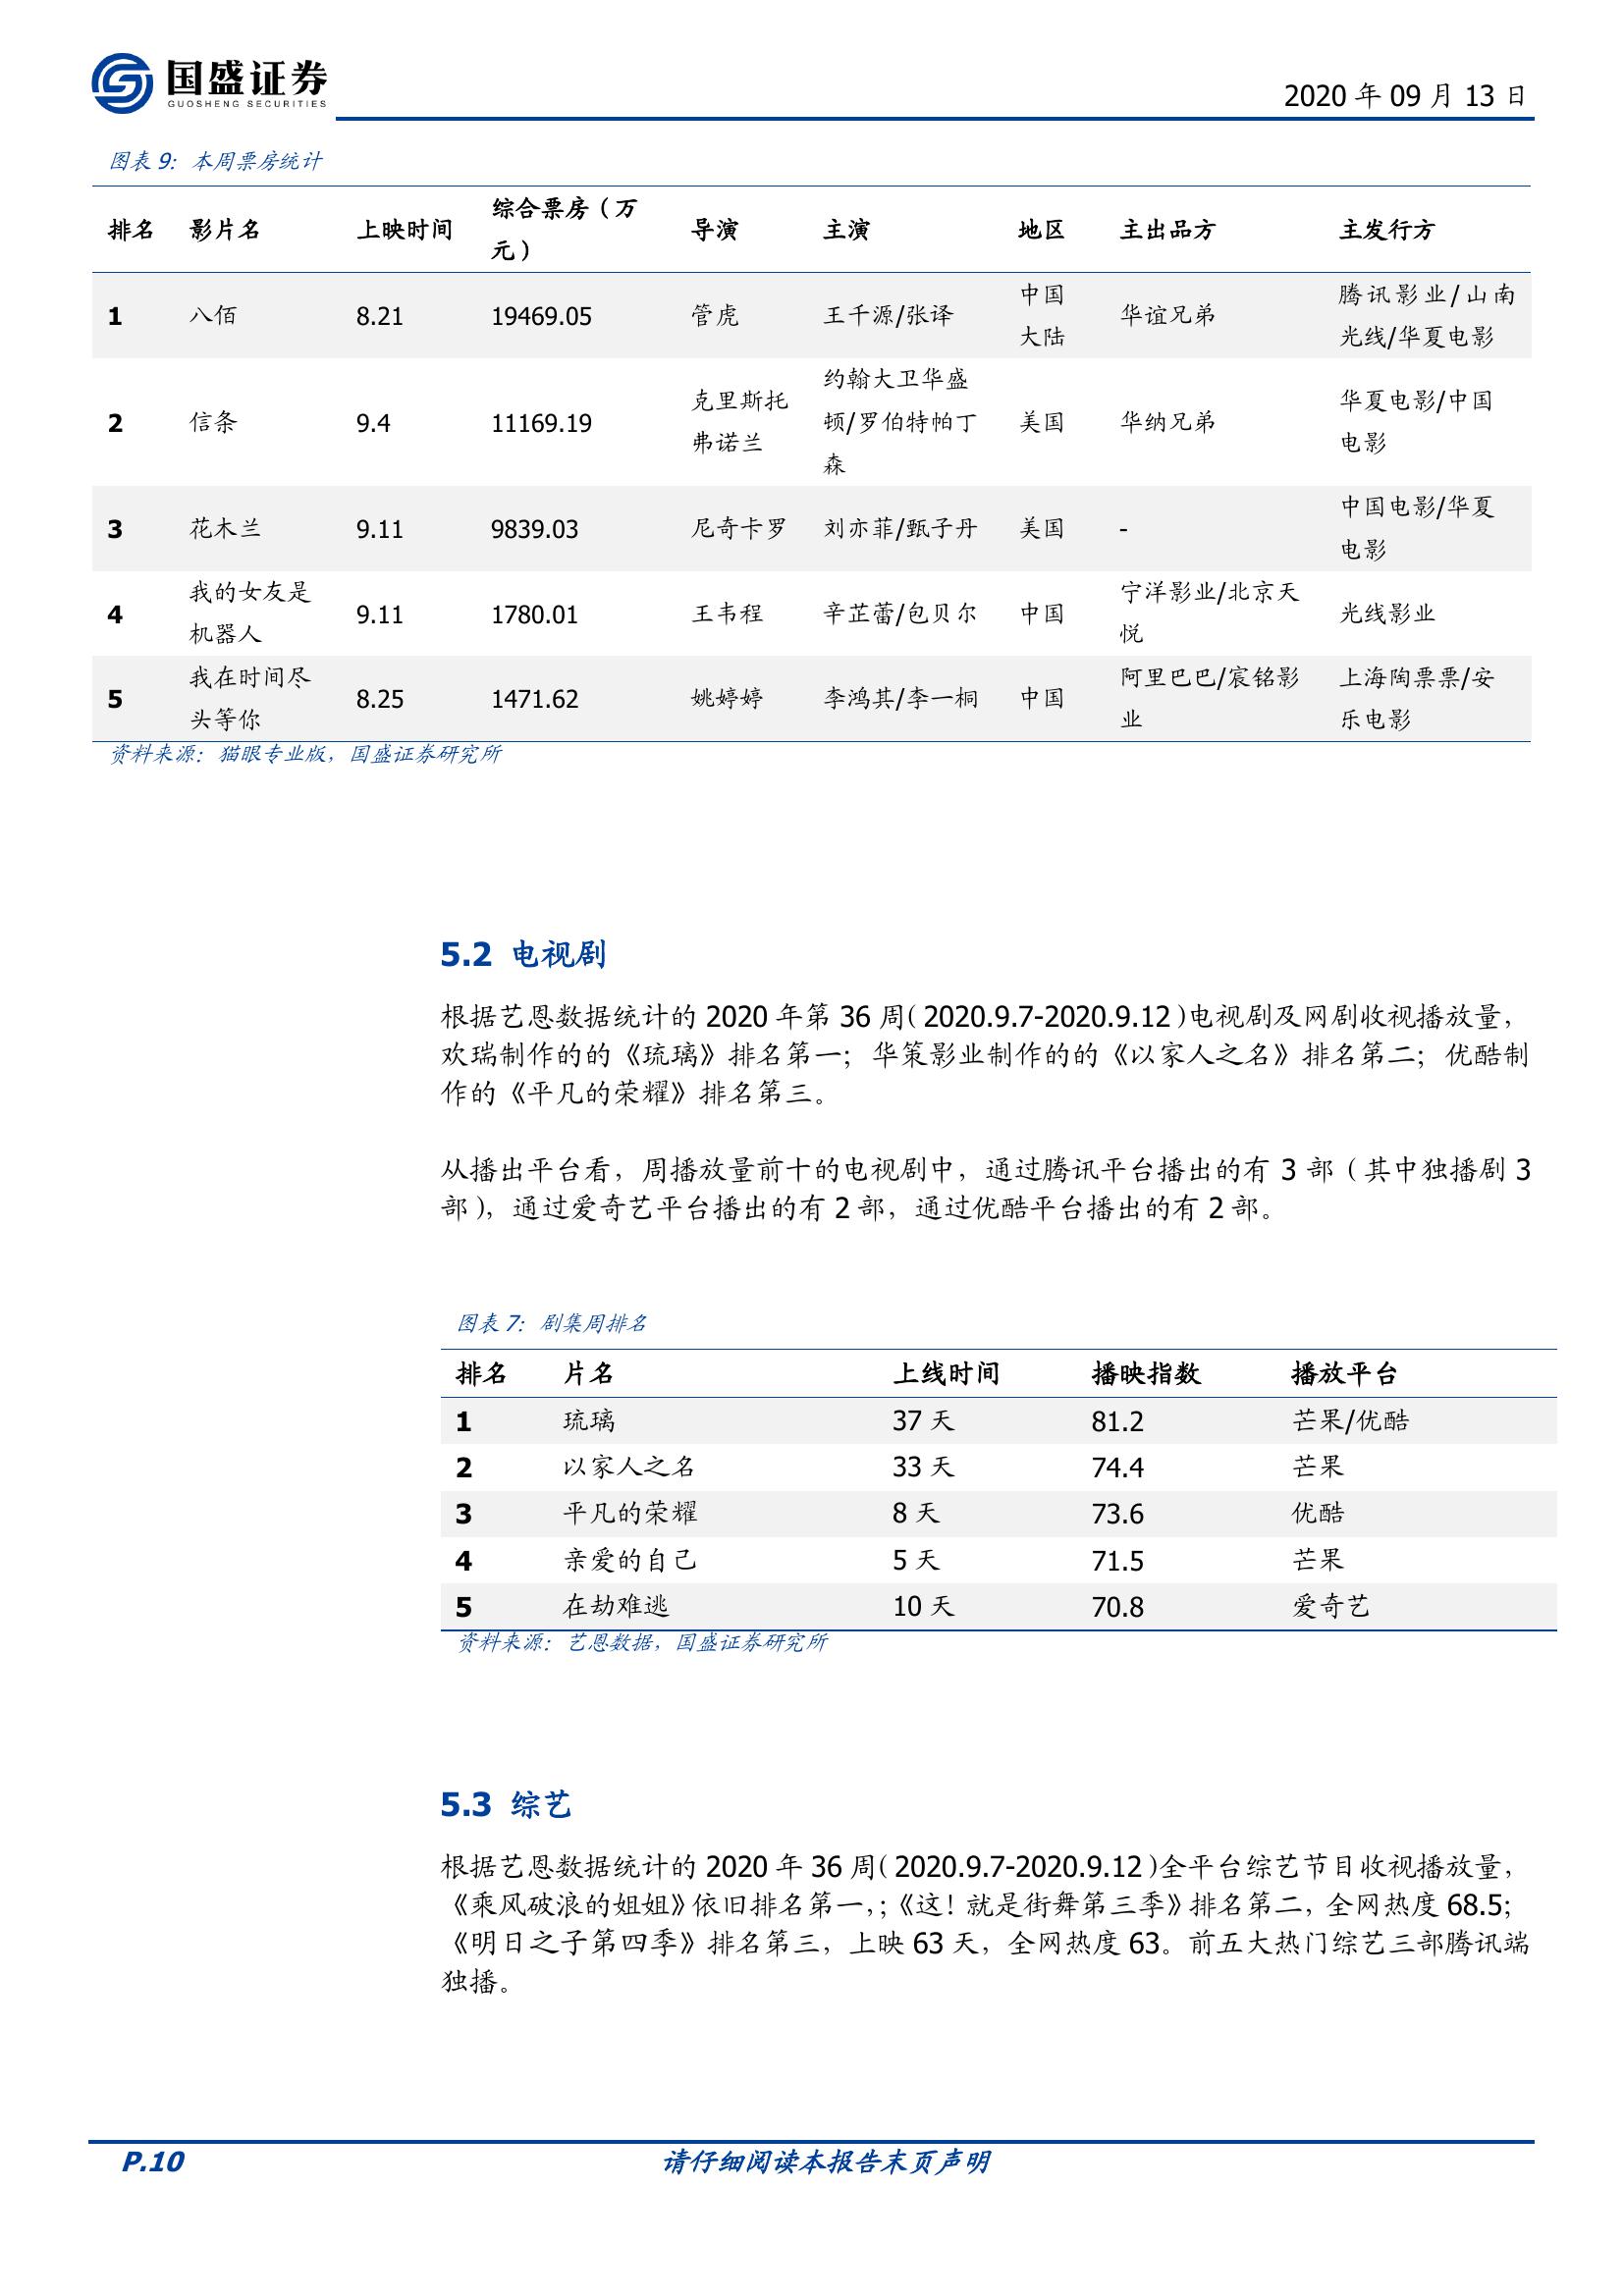 国盛证券
GUOSHENG SECURITIES
2020 年 09 月 13 日
图表 9：本周票房统计
排名 影片名 上映时间 综合票房（万元） 导演 主演 地区 主出品方 主发行方
1 八佰 8.21 19469.05 管虎 王千源/张译 中国大陆 华谊兄弟 腾讯影业/山南光线/华夏电影
2 信条 9.4 11169.19 克里斯托弗诺兰 约翰大卫华盛顿/罗伯特帕丁森 美国 华纳兄弟 华夏电影/中国电影
3 花木兰 9.11 9839.03 尼奇卡罗 刘亦菲/甄子丹 美国 - 中国电影/华夏电影
4 我的女友是机器人 9.11 1780.01 王韦程 辛芷蕾/包贝尔 中国 宁洋影业/北京天悦 光线影业
5 我在时间尽头等你 8.25 1471.62 姚婷婷 李鸿其/李一桐 中国 阿里巴巴/宸铭影业 上海陶票票/安乐电影
资料来源：猫眼专业版，国盛证券研究所
5.2 电视剧
根据艺恩数据统计的 2020 年第 36 周（2020.9.7-2020.9.12）电视剧及网剧收视播放量，
欢瑞制作的的《琉璃》排名第一；华策影业制作的的《以家人之名》排名第二；优酷制
作的《平凡的荣耀》排名第三。
从播出平台看，周播放量前十的电视剧中，通过腾讯平台播出的有 3 部（其中独播剧 3
部），通过爱奇艺平台播出的有 2 部，通过优酷平台播出的有 2 部。
图表 7：剧集周排名
排名 片名 上线时间 播映指数 播放平台
1 琉璃 37 天 81.2 芒果/优酷
2 以家人之名 33 天 74.4 芒果
3 平凡的荣耀 8 天 73.6 优酷
4 亲爱的自己 5 天 71.5 芒果
5 在劫难逃 10 天 70.8 爱奇艺
资料来源：艺恩数据，国盛证券研究所
5.3 综艺
根据艺恩数据统计的 2020 年 36 周（2020.9.7-2020.9.12）全平台综艺节目收视播放量，
《乘风破浪的姐姐》依旧排名第一，；《这！就是街舞第三季》排名第二，全网热度 68.5；
《明日之子第四季》排名第三，上映 63 天，全网热度 63。前五大热门综艺三部腾讯端
独播。
P.10
请仔细阅读本报告末页声明